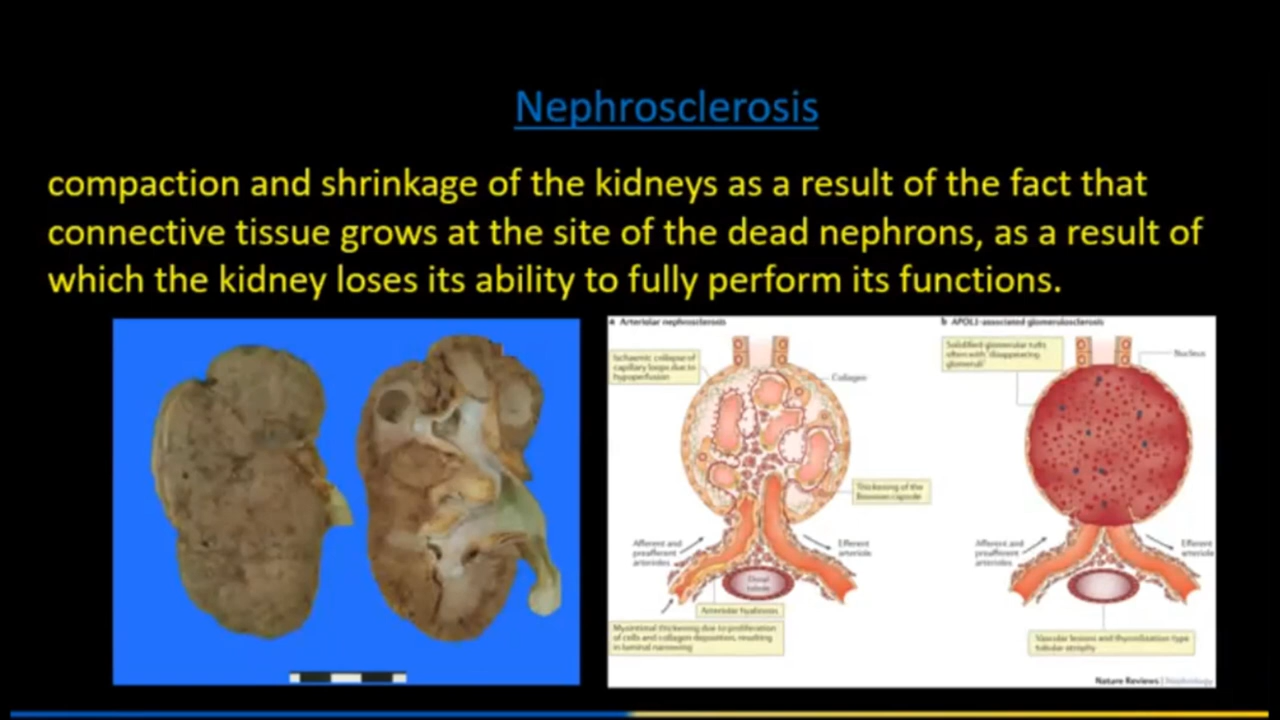 Nephrosclerosis
compaction and shrinkage of the kidneys as a result of the fact that
connective tissue grows at the site of the dead nephrons, as a result of
which the kidney loses its ability to fully perform its functions.
a Arteriolar nephrosclerosis
Ischaemic collapse of
capillary loops due to
hypoperfusion
Collagen
Thickening of the
Bowman capsule
Afferent and
preafferent
arterioles
Efferent
arteriole
Distal
tubule
Arteriolar hyalinosis
Myointimal thickening due to proliferation
of cells and collagen deposition, resulting
in luminal narrowing
b APOL1-associated glomerulosclerosis
Solidified glomerular tufts
often with 'disappearing
glomeruli'
Nucleus
Afferent and
preafferent
arterioles
Efferent
arteriole
Vascular lesions and thyroidization type
tubular atrophy
Nature Reviews | Nephrology